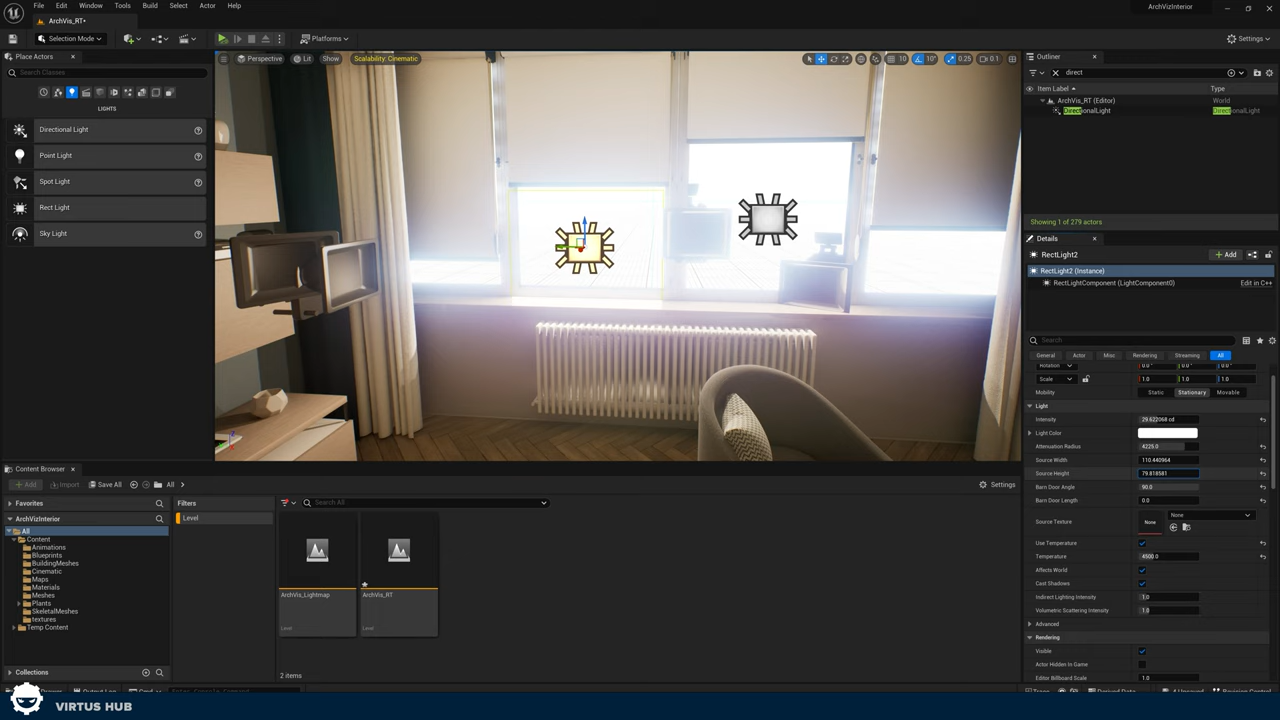 File Edit Window Tools Build Select Actor Help
ArchVizInterior
ArchVis_RT•
Selection Mode
Platforms
Settings
Place Actors
Search Classes
LIGHTS
Directional Light
Point Light
Spot Light
Rect Light
Sky Light
Perspective Lit Show Scalability: Cinematic
10 10° 0.25 0.1
Outliner
direct
Item Label Type
ArchVis_RT (Editor) World
DirectionalLight DirectionalLight
Showing 1 of 279 actors
Details
RectLight2
Add
RectLight2 (Instance)
RectLightComponent (LightComponent0) Edit in C++
Search
General Actor Misc Rendering Streaming All
Rotation 0.0° 0.0° 0.0°
Scale 1.0 1.0 1.0
Mobility Static Stationary Movable
Light
Intensity 29.622068 cd
Light Color
Attenuation Radius 4225.0
Source Width 110.440964
Source Height 79.818581
Barn Door Angle 90.0
Barn Door Length 0.0
Source Texture None None
Use Temperature
Temperature 4500.0
Affects World
Cast Shadows
Indirect Lighting Intensity 1.0
Volumetric Scattering Intensity 1.0
Advanced
Rendering
Visible
Actor Hidden In Game
Editor Billboard Scale 1.0
Content Browser
Add Import Save All All
Settings
Favorites
ArchVizInterior
All
Content
Animations
Blueprints
BuildingMeshes
Cinematic
Maps
Materials
Meshes
Plants
SkeletalMeshes
textures
Temp Content
Collections
Filters
Level
Search All
ArchVis_Lightmap
Level
ArchVis_RT
Level
2 items
VIRTUS HUB